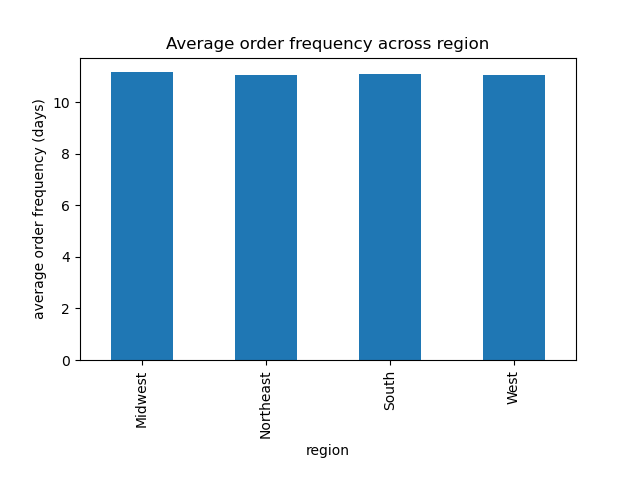 Average order frequency across region
average order frequency (days)
10
8
6
4
2
0
Midwest
Northeast
South
West
region